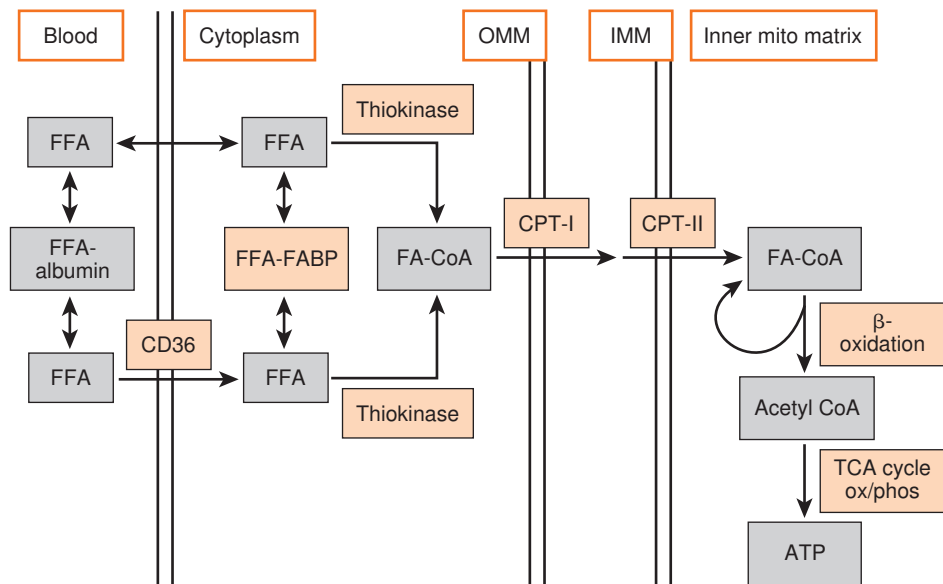 Blood
Cytoplasm
OMM
IMM
Inner mito matrix
Thiokinase
FFA
FFA
CPT-I
CPT-II
FFA-
albumin
FFA-FABP
FA-CoA
FA-CoA
CD36
β-
oxidation
FFA
FFA
Thiokinase
Acetyl CoA
TCA cycle
ox/phos
ATP